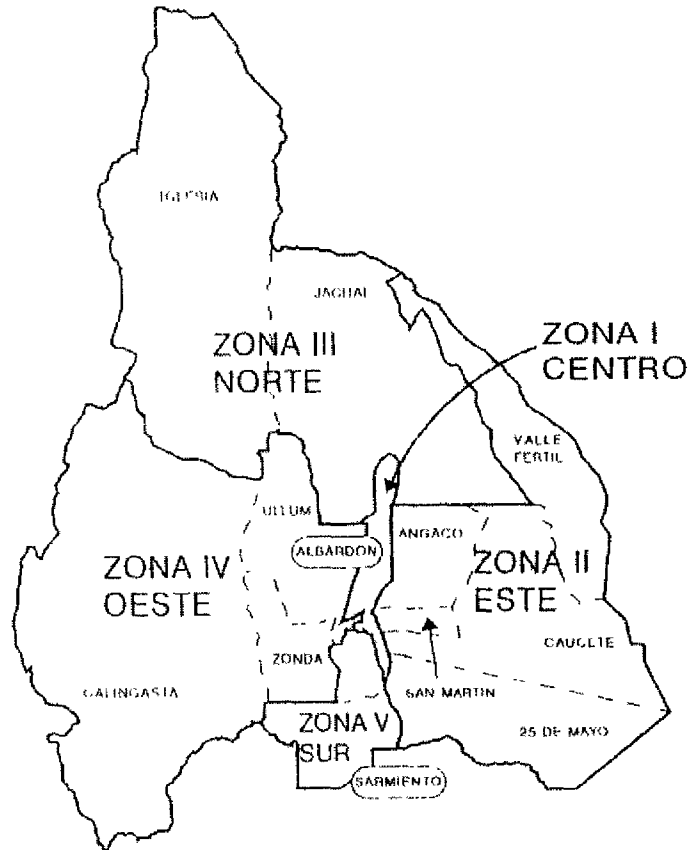 IGLESIA
JACHAL
ZONA III
NORTE
ZONA I
CENTRO
VALLE
FERTIL
ULLUM
ANGACO
ALBARDON
ZONA IV
OESTE
ZONA II
ESTE
CAUCETE
ZONDA
SAN MARTIN
CALINGASTA
ZONA V
SUR
25 DE MAYO
SARMIENTO